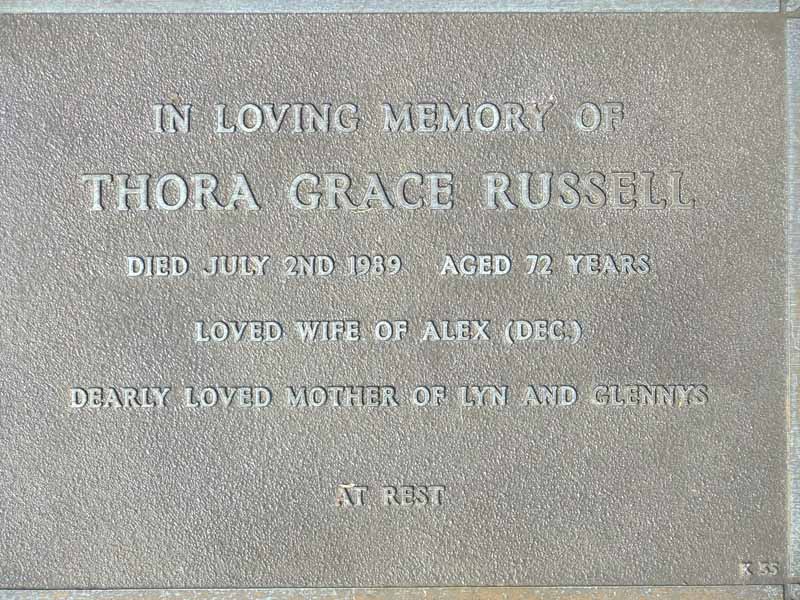 IN LOVING MEMORY OF
THORA GRACE RUSSELL
DIED JULY 2ND 1989 AGED 72 YEARS
LOVED WIFE OF ALEX (DEC.)
DEARLY LOVED MOTHER OF LYN AND GLENNYS
AT REST
K 35